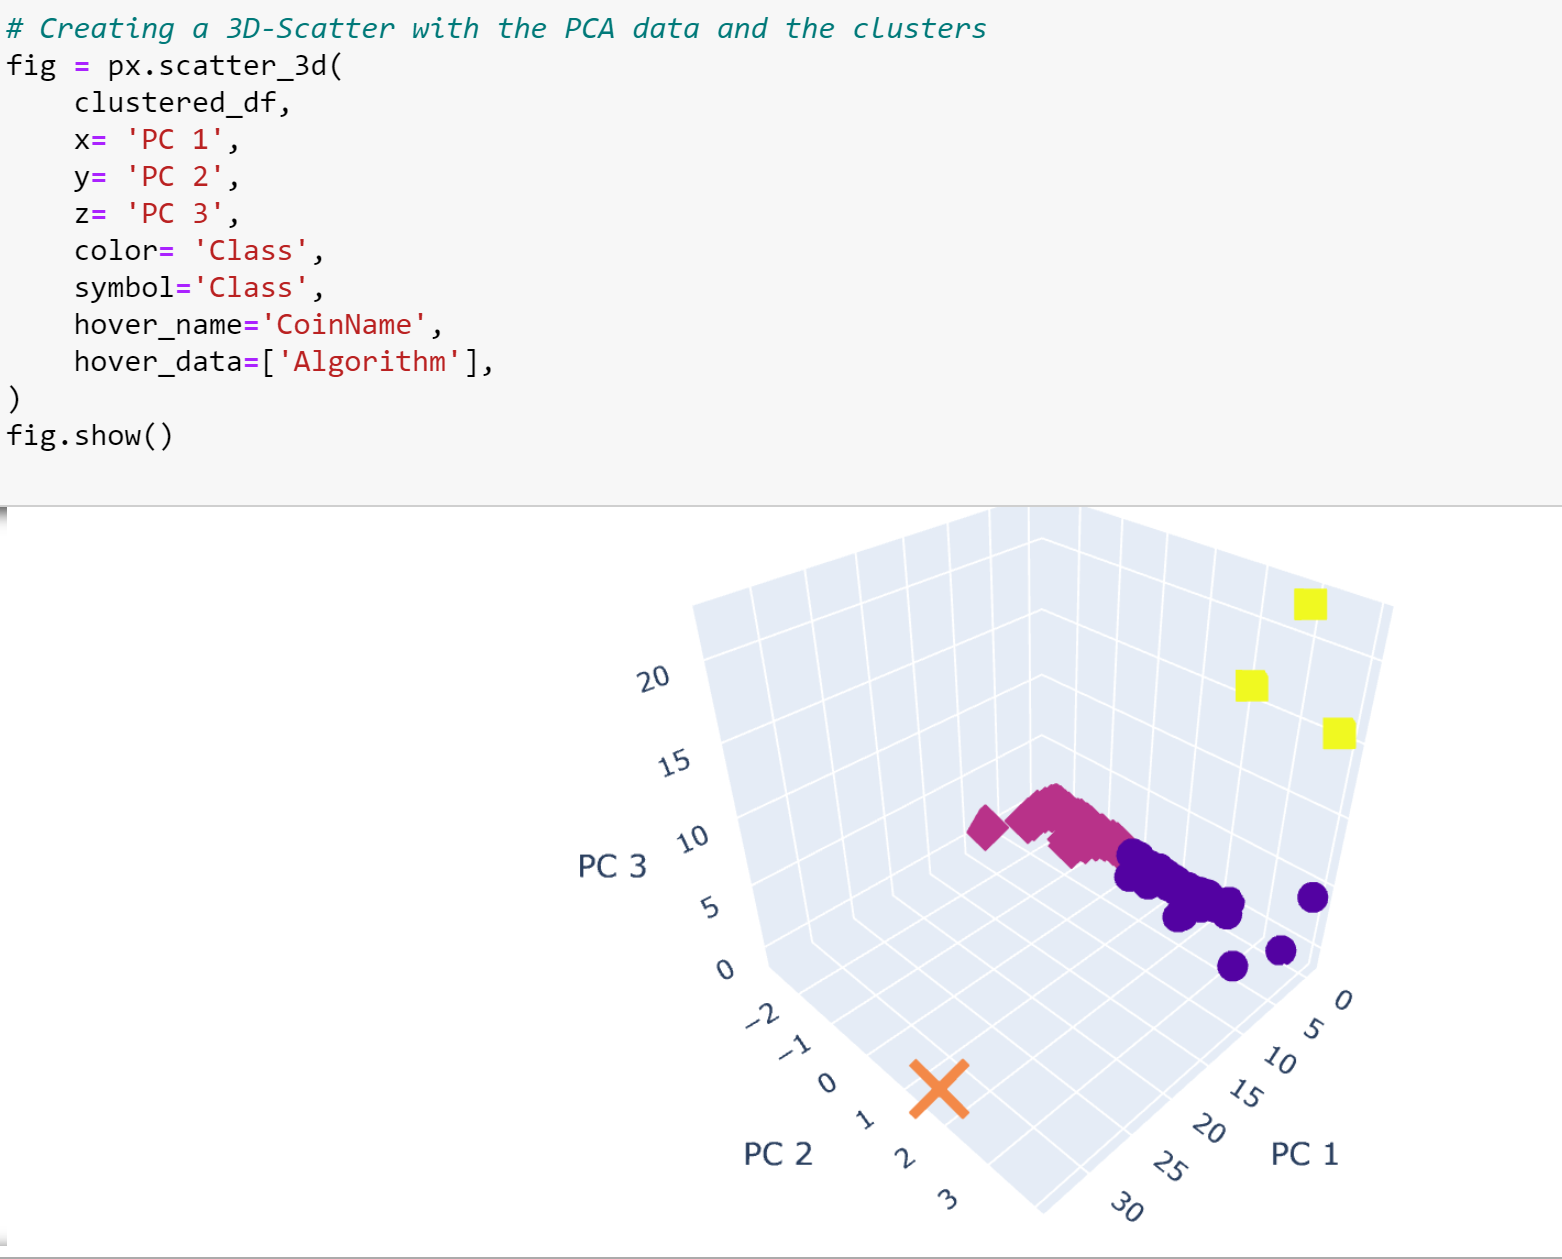 # Creating a 3D-Scatter with the PCA data and the clusters
fig = px.scatter_3d(
    clustered_df,
    x= 'PC 1',
    y= 'PC 2',
    z= 'PC 3',
    color= 'Class',
    symbol='Class',
    hover_name='CoinName',
    hover_data=['Algorithm'],
)
fig.show()
20
15
10
5
0
PC 3
−2
−1
0
1
2
3
PC 2
0
5
10
15
20
25
30
PC 1